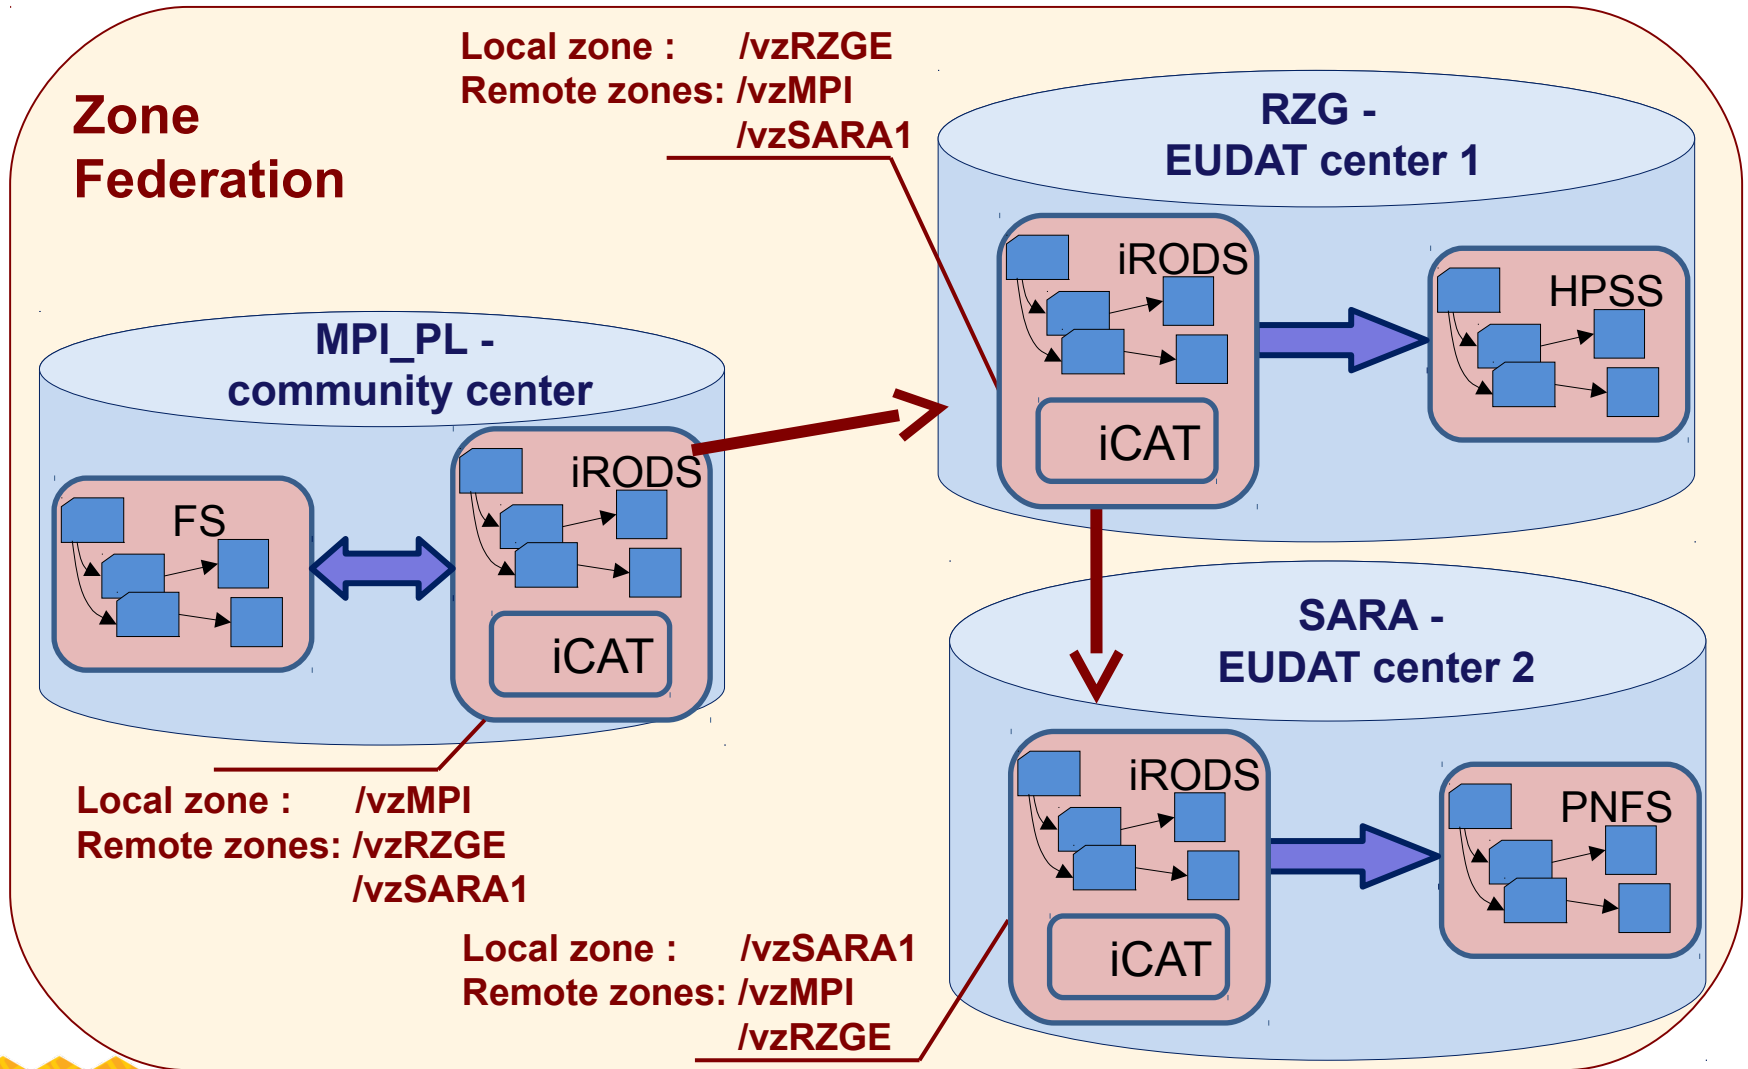 Zone
Federation
Local zone : /vzRZGE
Remote zones: /vzMPI
/vzSARA1
RZG -
EUDAT center 1
iRODS
iCAT
HPSS
MPI_PL -
community center
FS
iRODS
iCAT
Local zone : /vzMPI
Remote zones: /vzRZGE
/vzSARA1
SARA -
EUDAT center 2
iRODS
iCAT
PNFS
Local zone : /vzSARA1
Remote zones: /vzMPI
/vzRZGE